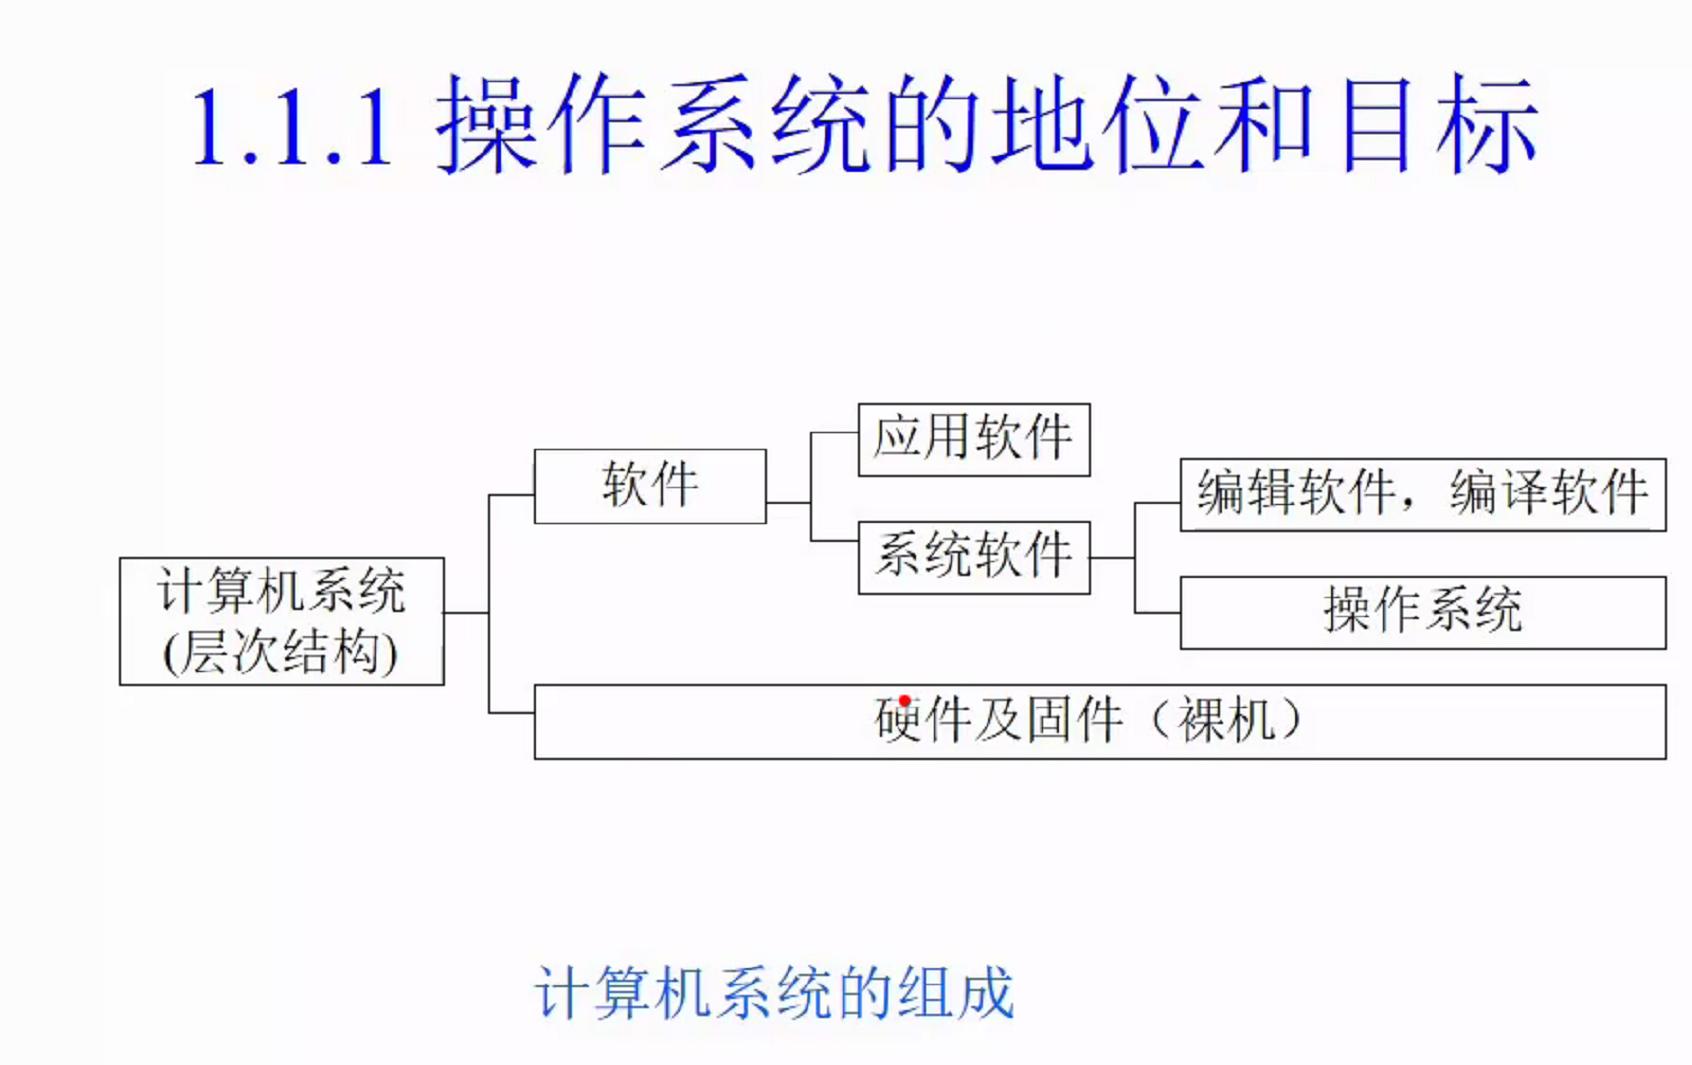 1.1.1 操作系统的地位和目标
应用软件
软件
编辑软件，编译软件
系统软件
计算机系统
(层次结构)
操作系统
硬件及固件（裸机）
计算机系统的组成